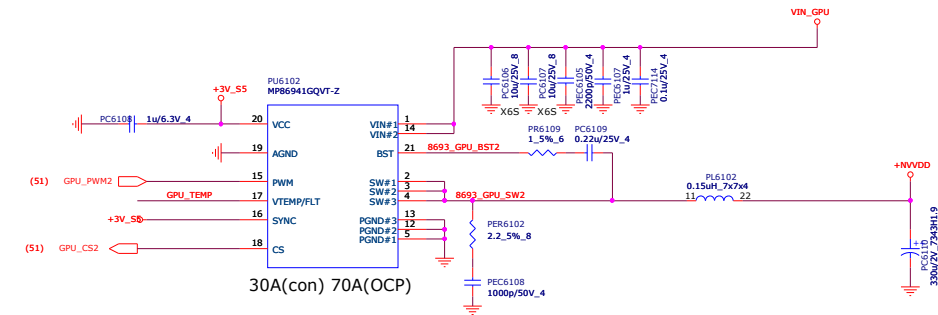 VIN_GPU
PC6106
10u/25V_8
PC6107
10u/25V_8
PEC6105
2200p/50V_4
PEC6107
1u/25V_4
PEC7114
0.1u/25V_4
X6S
X6S
PU6102
MP86941GQVT-Z
+3V_S5
PC6108
1u/6.3V_4
20
VCC
VIN#1
1
VIN#2
14
19
AGND
BST
21
8693_GPU_BST2
PR6109
1_5%_6
PC6109
0.22u/25V_4
(51)
GPU_PWM2
15
PWM
SW#1
2
SW#2
3
SW#3
4
8693_GPU_SW2
GPU_TEMP
17
VTEMP/FLT
+3V_S5
16
SYNC
PGND#3
13
PGND#2
12
PGND#1
5
(51)
GPU_CS2
18
CS
PL6102
0.15uH_7x7x4
11
22
+NVVDD
PER6102
2.2_5%_8
PEC6108
1000p/50V_4
+
330u/2V_7343H1.9
30A(con) 70A(OCP)